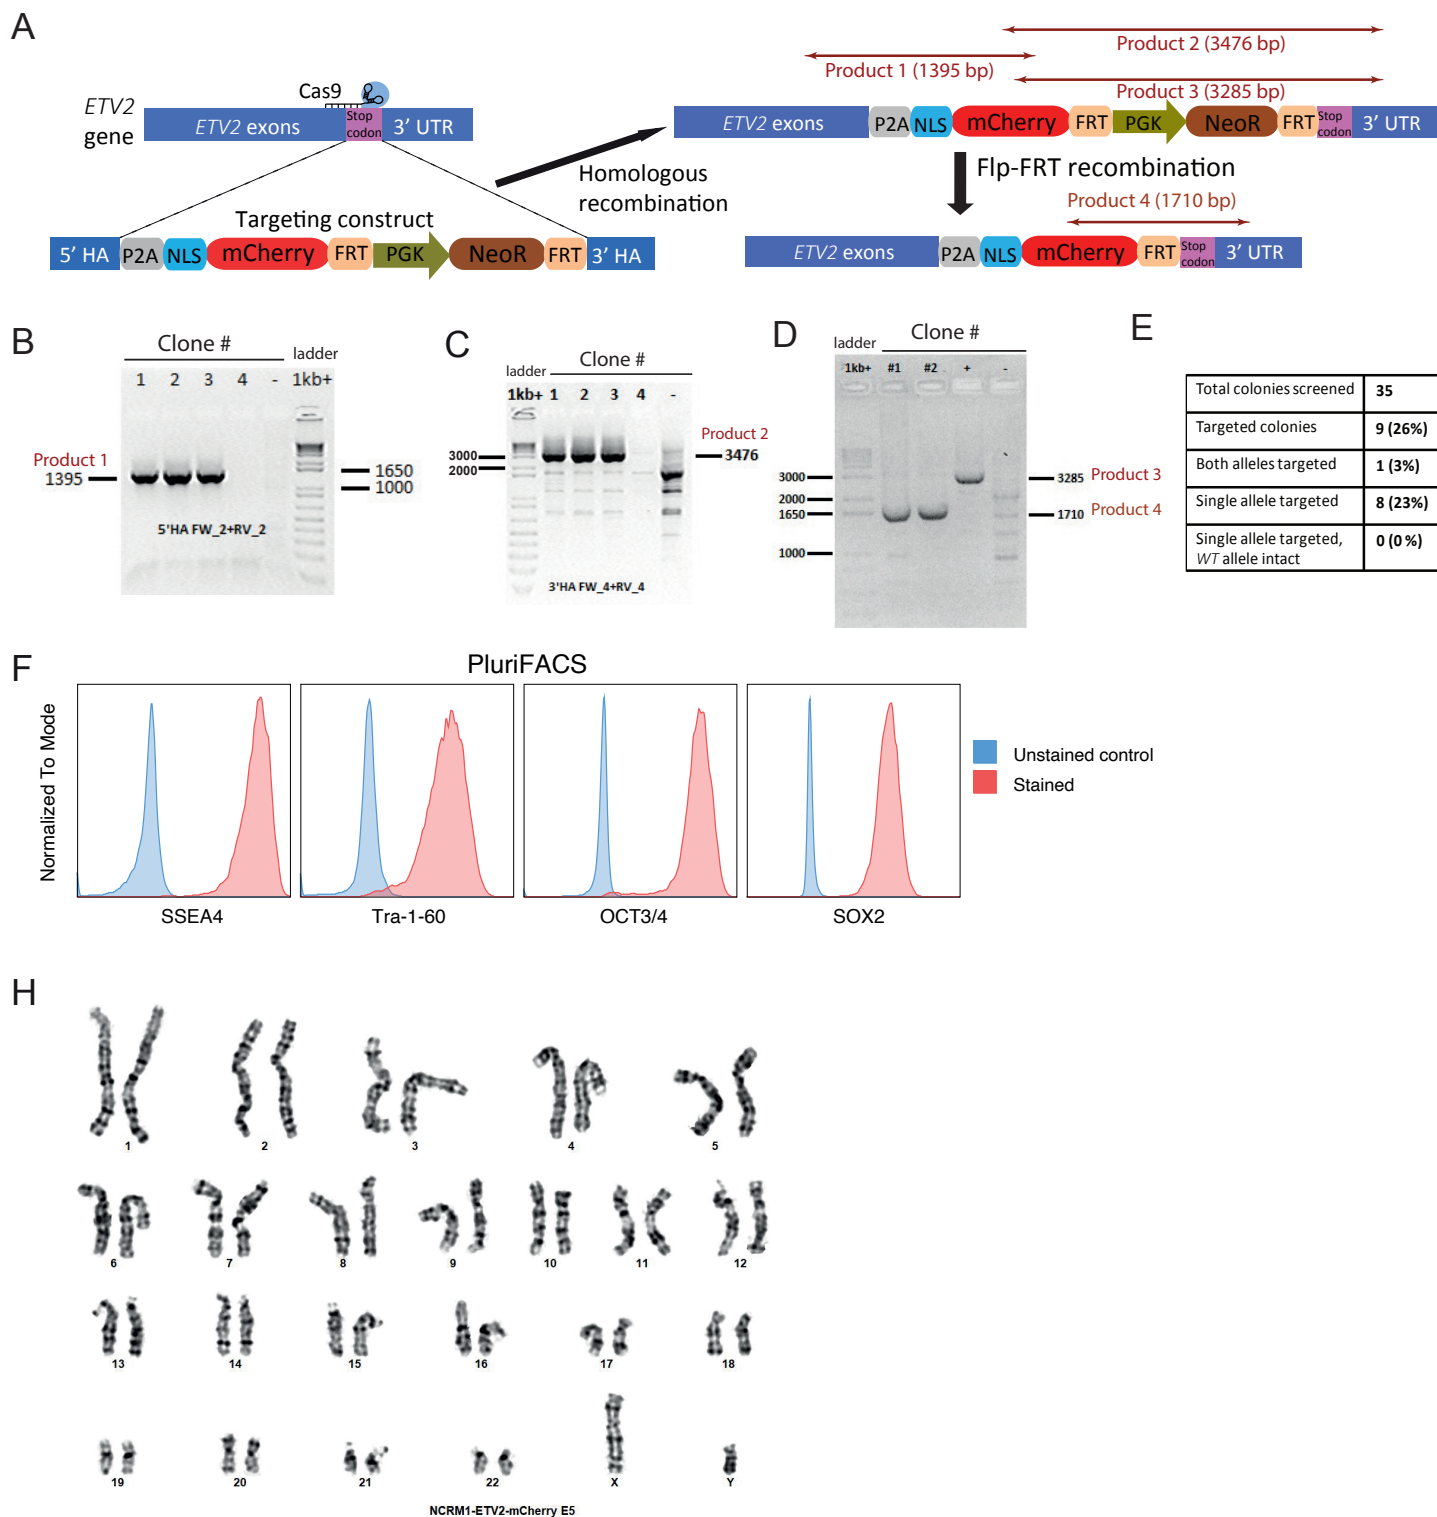 A
Product 2 (3476 bp)
Product 1 (1395 bp)
Product 3 (3285 bp)
Cas9
ETV2
gene
ETV2 exons
Stop
codon
3' UTR
ETV2 exons
P2A
NLS
mCherry
FRT
PGK
NeoR
FRT
Stop
codon
3' UTR
Homologous
recombination
Flp-FRT recombination
Product 4 (1710 bp)
Targeting construct
5' HA
P2A
NLS
mCherry
FRT
PGK
NeoR
FRT
3' HA
ETV2 exons
P2A
NLS
mCherry
FRT
Stop
codon
3' UTR
B
Clone #
ladder
1 2 3 4 - 1kb+
Product 1
1395
1650
1000
5'HA FW_2+RV_2
C
Clone #
ladder
1kb+ 1 2 3 4 -
3000
2000
Product 2
3476
3'HA FW_4+RV_4
D
Clone #
ladder
1kb+ #1 #2 + -
3000
2000
1650
1000
3285 Product 3
1710 Product 4
E
Total colonies screened 35
Targeted colonies 9 (26%)
Both alleles targeted 1 (3%)
Single allele targeted 8 (23%)
Single allele targeted, 0 (0 %)
WT allele intact
F
PluriFACS
Normalized To Mode
SSEA4
Tra-1-60
OCT3/4
SOX2
Unstained control
Stained
H
1 2 3 4 5
6 7 8 9 10 11 12
13 14 15 16 17 18
19 20 21 22 X Y
NCRM1-ETV2-mCherry E5